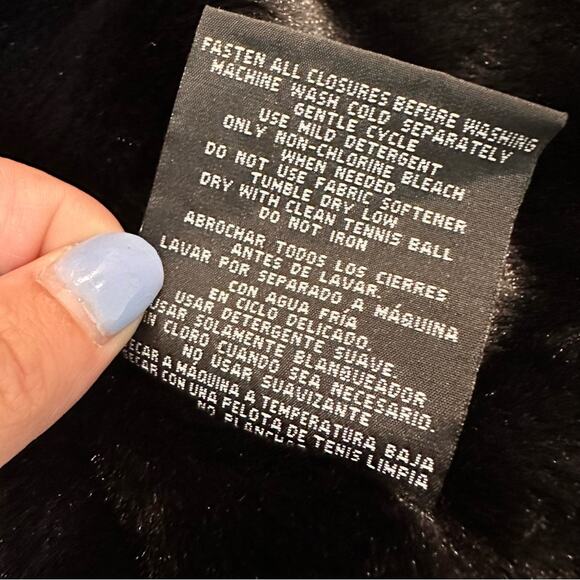 FASTEN ALL CLOSURES BEFORE WASHING
MACHINE WASH COLD SEPARATELY
GENTLE CYCLE
USE MILD DETERGENT
ONLY NON-CHLORINE BLEACH
WHEN NEEDED
DO NOT USE FABRIC SOFTENER
TUMBLE DRY LOW
DRY WITH CLEAN TENNIS BALL
DO NOT IRON
ABROCHAR TODOS LOS CIERRES
ANTES DE LAVAR.
LAVAR POR SEPARADO A MÁQUINA
CON AGUA FRÍA
EN CICLO DELICADO.
USAR DETERGENTE SUAVE.
USAR SOLAMENTE BLANQUEADOR
CLORO CUANDO SEA NECESARIO.
NO USAR SUAVIZANTE
SECAR A MÁQUINA A TEMPERATURA BAJA
SECAR CON UNA PELOTA DE TENIS LIMPIA
NO